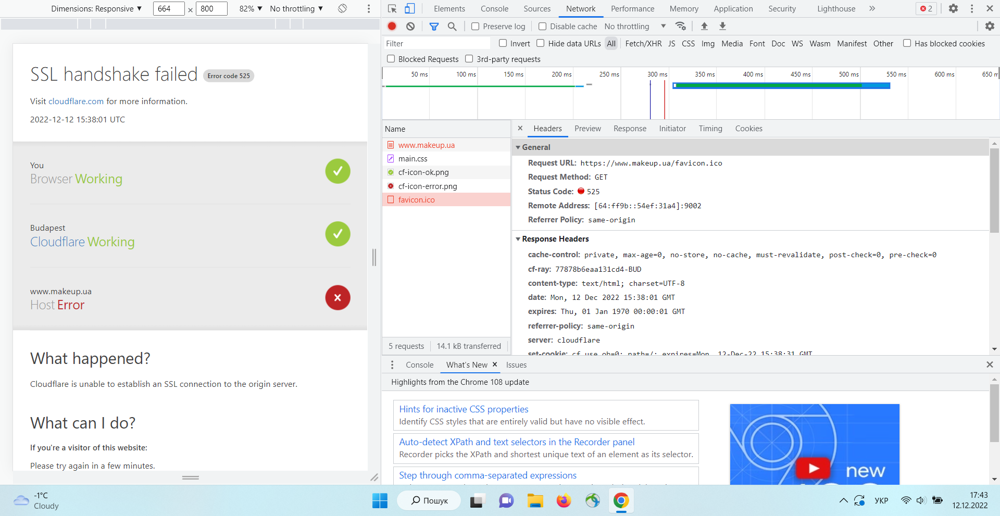 Dimensions: Responsive ▼ 664 × 800 82% ▼ No throttling ▼
SSL handshake failed Error code 525
Visit cloudflare.com for more information.
2022-12-12 15:38:01 UTC
You
Browser Working
Budapest
Cloudflare Working
www.makeup.ua
Host Error
What happened?
Cloudflare is unable to establish an SSL connection to the origin server.
What can I do?
If you're a visitor of this website:
Please try again in a few minutes.
Elements Console Sources Network Performance Memory Application Security Lighthouse » 2
Preserve log Disable cache No throttling ▼
Filter Invert Hide data URLs All Fetch/XHR JS CSS Img Media Font Doc WS Wasm Manifest Other Has blocked cookies
Blocked Requests 3rd-party requests
50 ms 100 ms 150 ms 200 ms 250 ms 300 ms 350 ms 400 ms 450 ms 500 ms 550 ms 600 ms 650 m
Name
www.makeup.ua
main.css
cf-icon-ok.png
cf-icon-error.png
favicon.ico
5 requests 14.1 kB transferred
× Headers Preview Response Initiator Timing Cookies
▼ General
Request URL: https://www.makeup.ua/favicon.ico
Request Method: GET
Status Code: 525
Remote Address: [64:ff9b::54ef:31a4]:9002
Referrer Policy: same-origin
▼ Response Headers
cache-control: private, max-age=0, no-store, no-cache, must-revalidate, post-check=0, pre-check=0
cf-ray: 77878b6eaa131cd4-BUD
content-type: text/html; charset=UTF-8
date: Mon, 12 Dec 2022 15:38:01 GMT
expires: Thu, 01 Jan 1970 00:00:01 GMT
referrer-policy: same-origin
server: cloudflare
set-cookie: cf_use_ob=0; path=/; expires=Mon, 12-Dec-22 15:38:31 GMT
Console What's New × Issues
Highlights from the Chrome 108 update
Hints for inactive CSS properties
Identify CSS styles that are entirely valid but have no visible effect.
Auto-detect XPath and text selectors in the Recorder panel
Recorder picks the XPath and shortest unique text of an element as its selector.
Step through comma-separated expressions
new
-1°C
Cloudy
Пошук
УКР
17:43
12.12.2022